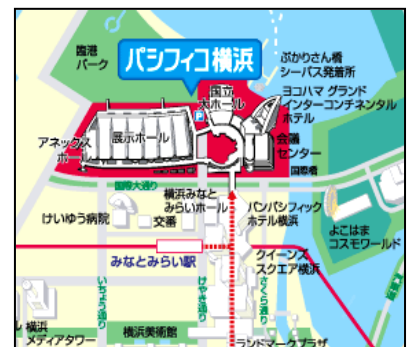 臨港
パーク
パシフィコ横浜
ぷかりさん橋
シーバス発着所
国立
大ホール
ヨコハマ グランド
インターコンチネンタル
ホテル
P
アネックス
ホール
展示ホール
会議
センター
国際橋
国際大通り
横浜みなと
みらいホール
けいゆう病院
交番
パンパシフィック
ホテル横浜
よこはま
コスモワールド
みなとみらい駅
クイーンズ
スクエア横浜
いちょう通り
けやき通り
さくら通り
横浜
メディアタワー
横浜美術館
ランドマークプラザ